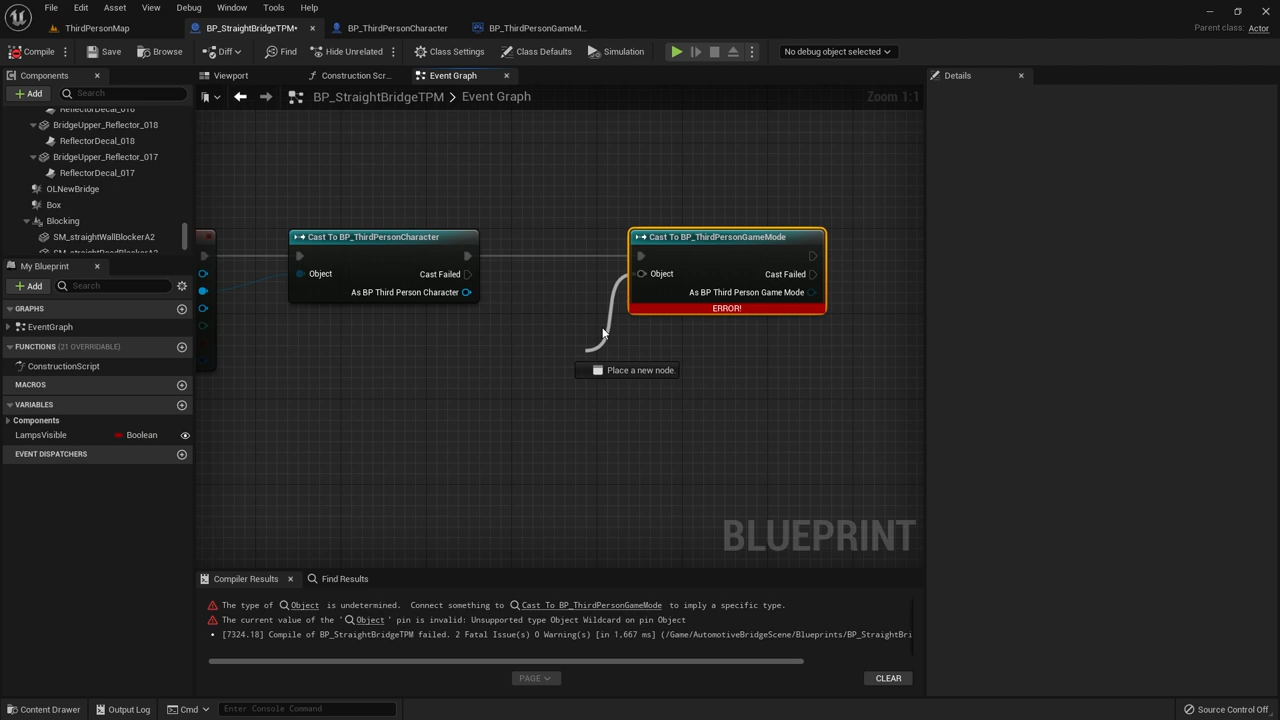 File Edit Asset View Debug Window Tools Help
ThirdPersonMap
BP_StraightBridgeTPM*
BP_ThirdPersonCharacter
BP_ThirdPersonGameM...
Parent class: Actor
Compile Save Browse Diff Find Hide Unrelated Class Settings Class Defaults Simulation No debug object selected
Components
Viewport
Construction Scr...
Event Graph
Details
Add
Search
BP_StraightBridgeTPM > Event Graph
Zoom 1:1
ReflectorDecal_016
BridgeUpper_Reflector_018
ReflectorDecal_018
BridgeUpper_Reflector_017
ReflectorDecal_017
OLNewBridge
Box
Blocking
SM_straightWallBlockerA2
Cast To BP_ThirdPersonCharacter
Object
Cast Failed
As BP Third Person Character
Cast To BP_ThirdPersonGameMode
Object
Cast Failed
As BP Third Person Game Mode
ERROR!
Place a new node.
My Blueprint
Add
Search
GRAPHS
EventGraph
FUNCTIONS (21 OVERRIDABLE)
ConstructionScript
MACROS
VARIABLES
Components
LampsVisible Boolean
EVENT DISPATCHERS
BLUEPRINT
Compiler Results
Find Results
The type of Object is undetermined. Connect something to Cast To BP_ThirdPersonGameMode to imply a specific type.
The current value of the ' Object ' pin is invalid: Unsupported type Object Wildcard on pin Object
[7324.18] Compile of BP_StraightBridgeTPM failed. 2 Fatal Issue(s) 0 Warning(s) [in 1,667 ms] (/Game/AutomotiveBridgeScene/Blueprints/BP_StraightBri
PAGE
CLEAR
Content Drawer Output Log Cmd Enter Console Command Source Control Off